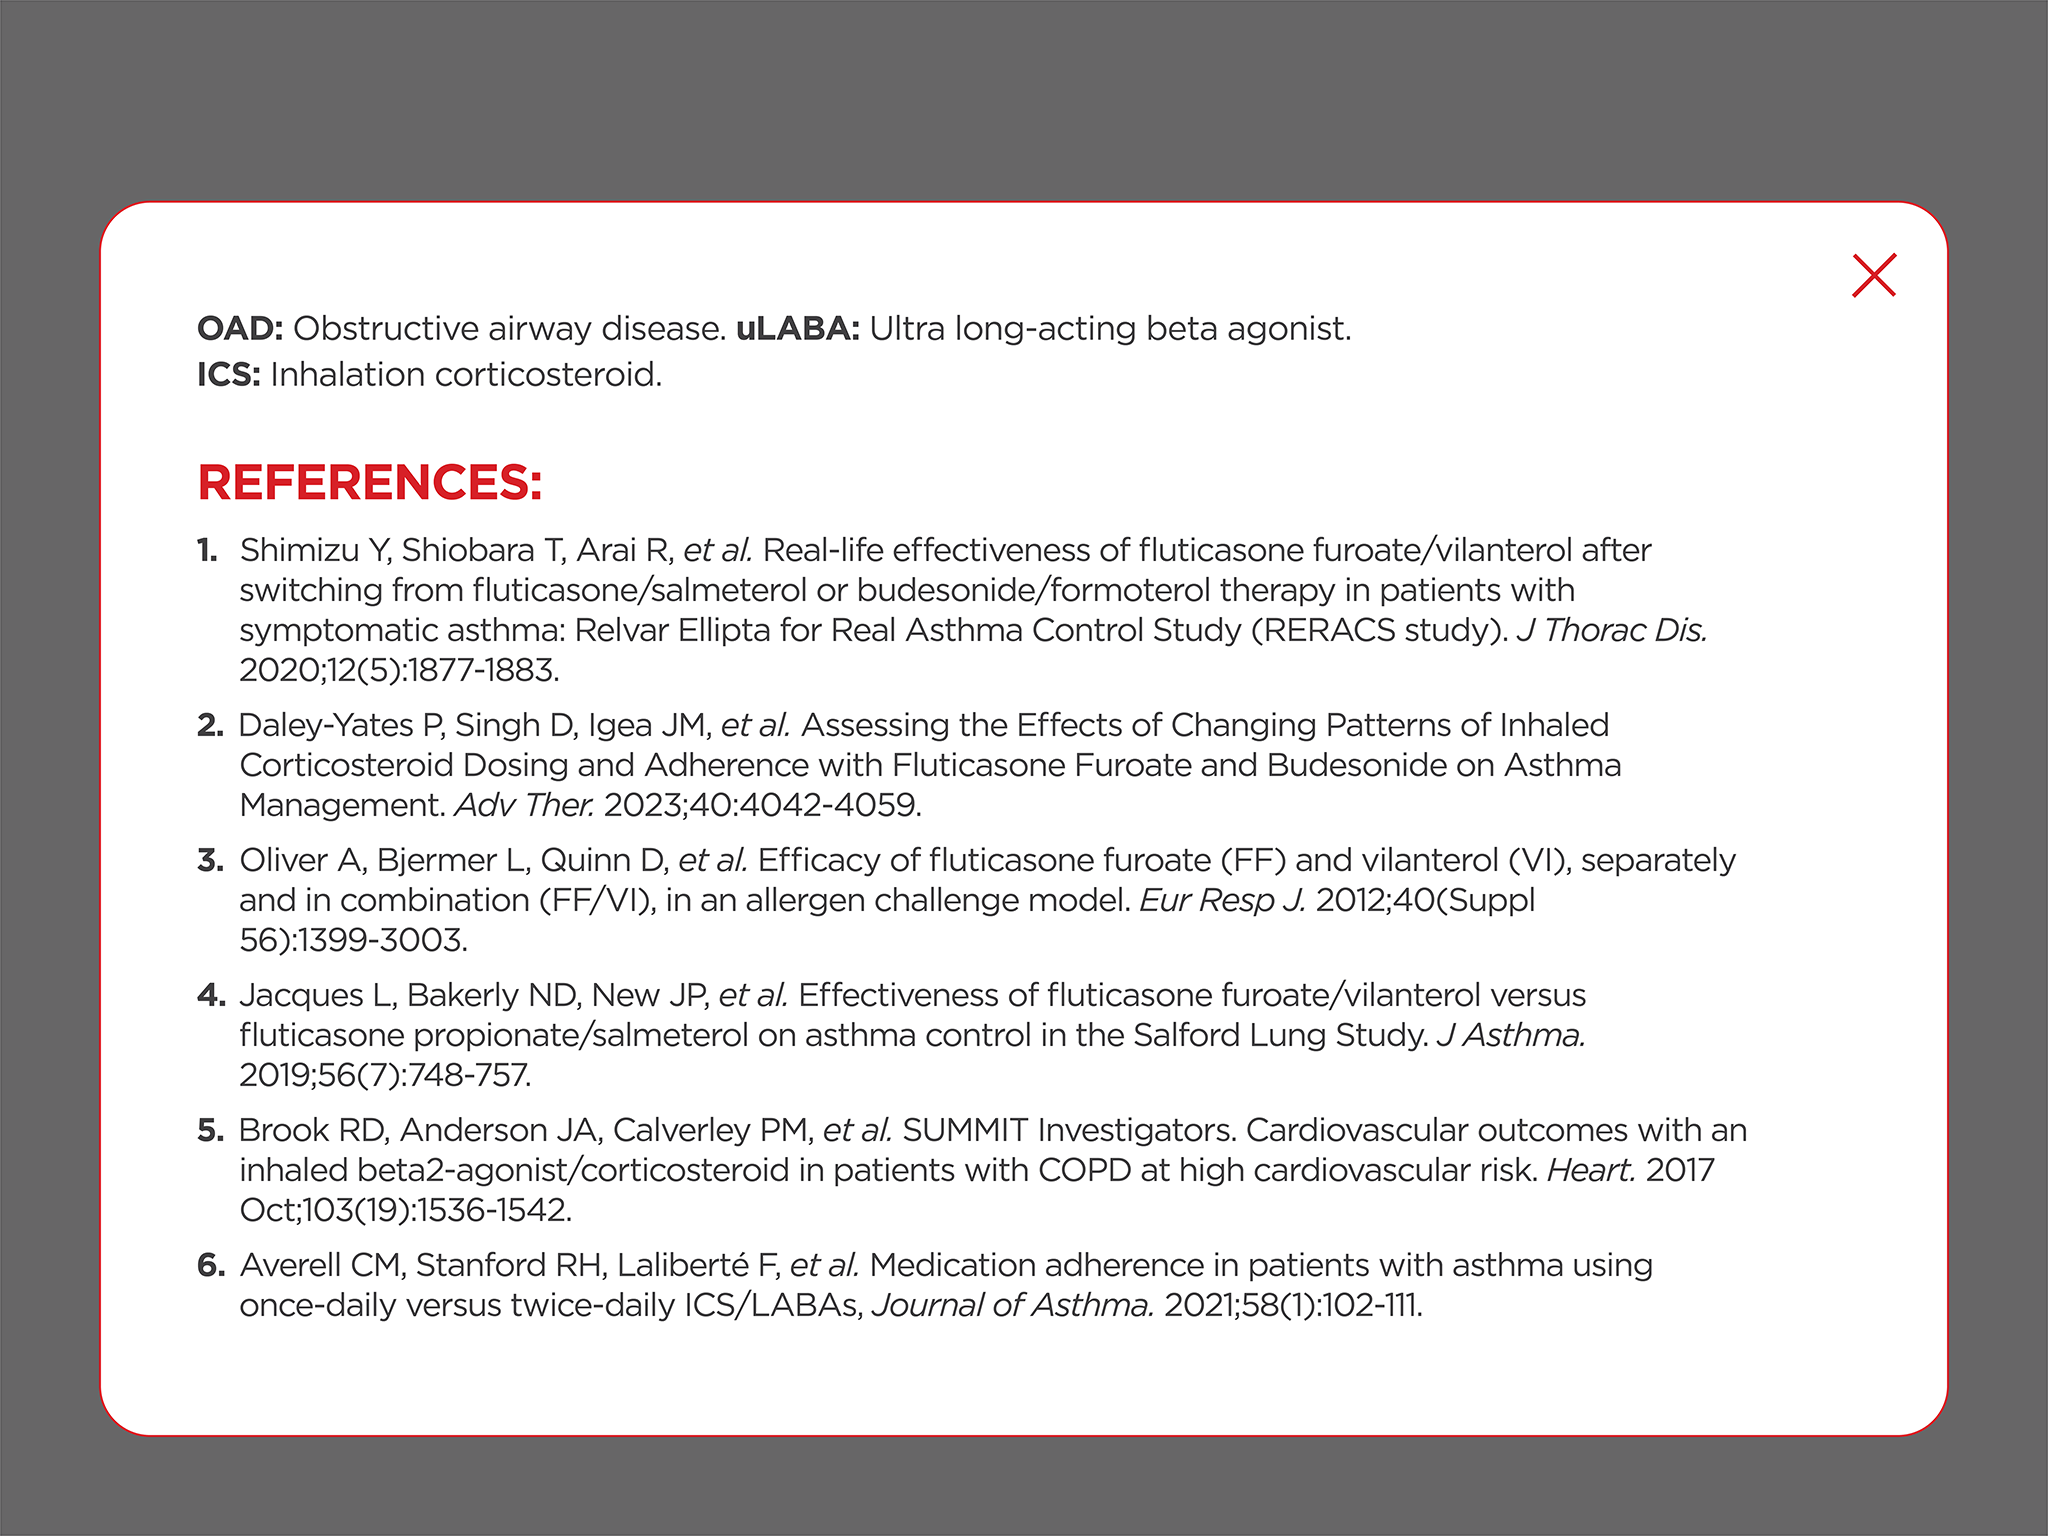 OAD: Obstructive airway disease. uLABA: Ultra long-acting beta agonist.
ICS: Inhalation corticosteroid.
REFERENCES:
1. Shimizu Y, Shiobara T, Arai R, et al. Real-life effectiveness of fluticasone furoate/vilanterol after
switching from fluticasone/salmeterol or budesonide/formoterol therapy in patients with
symptomatic asthma: Relvar Ellipta for Real Asthma Control Study (RERACS study). J Thorac Dis.
2020;12(5):1877-1883.
2. Daley-Yates P, Singh D, Igea JM, et al. Assessing the Effects of Changing Patterns of Inhaled
Corticosteroid Dosing and Adherence with Fluticasone Furoate and Budesonide on Asthma
Management. Adv Ther. 2023;40:4042-4059.
3. Oliver A, Bjermer L, Quinn D, et al. Efficacy of fluticasone furoate (FF) and vilanterol (VI), separately
and in combination (FF/VI), in an allergen challenge model. Eur Resp J. 2012;40(Suppl
56):1399-3003.
4. Jacques L, Bakerly ND, New JP, et al. Effectiveness of fluticasone furoate/vilanterol versus
fluticasone propionate/salmeterol on asthma control in the Salford Lung Study. J Asthma.
2019;56(7):748-757.
5. Brook RD, Anderson JA, Calverley PM, et al. SUMMIT Investigators. Cardiovascular outcomes with an
inhaled beta2-agonist/corticosteroid in patients with COPD at high cardiovascular risk. Heart. 2017
Oct;103(19):1536-1542.
6. Averell CM, Stanford RH, Laliberté F, et al. Medication adherence in patients with asthma using
once-daily versus twice-daily ICS/LABAs, Journal of Asthma. 2021;58(1):102-111.